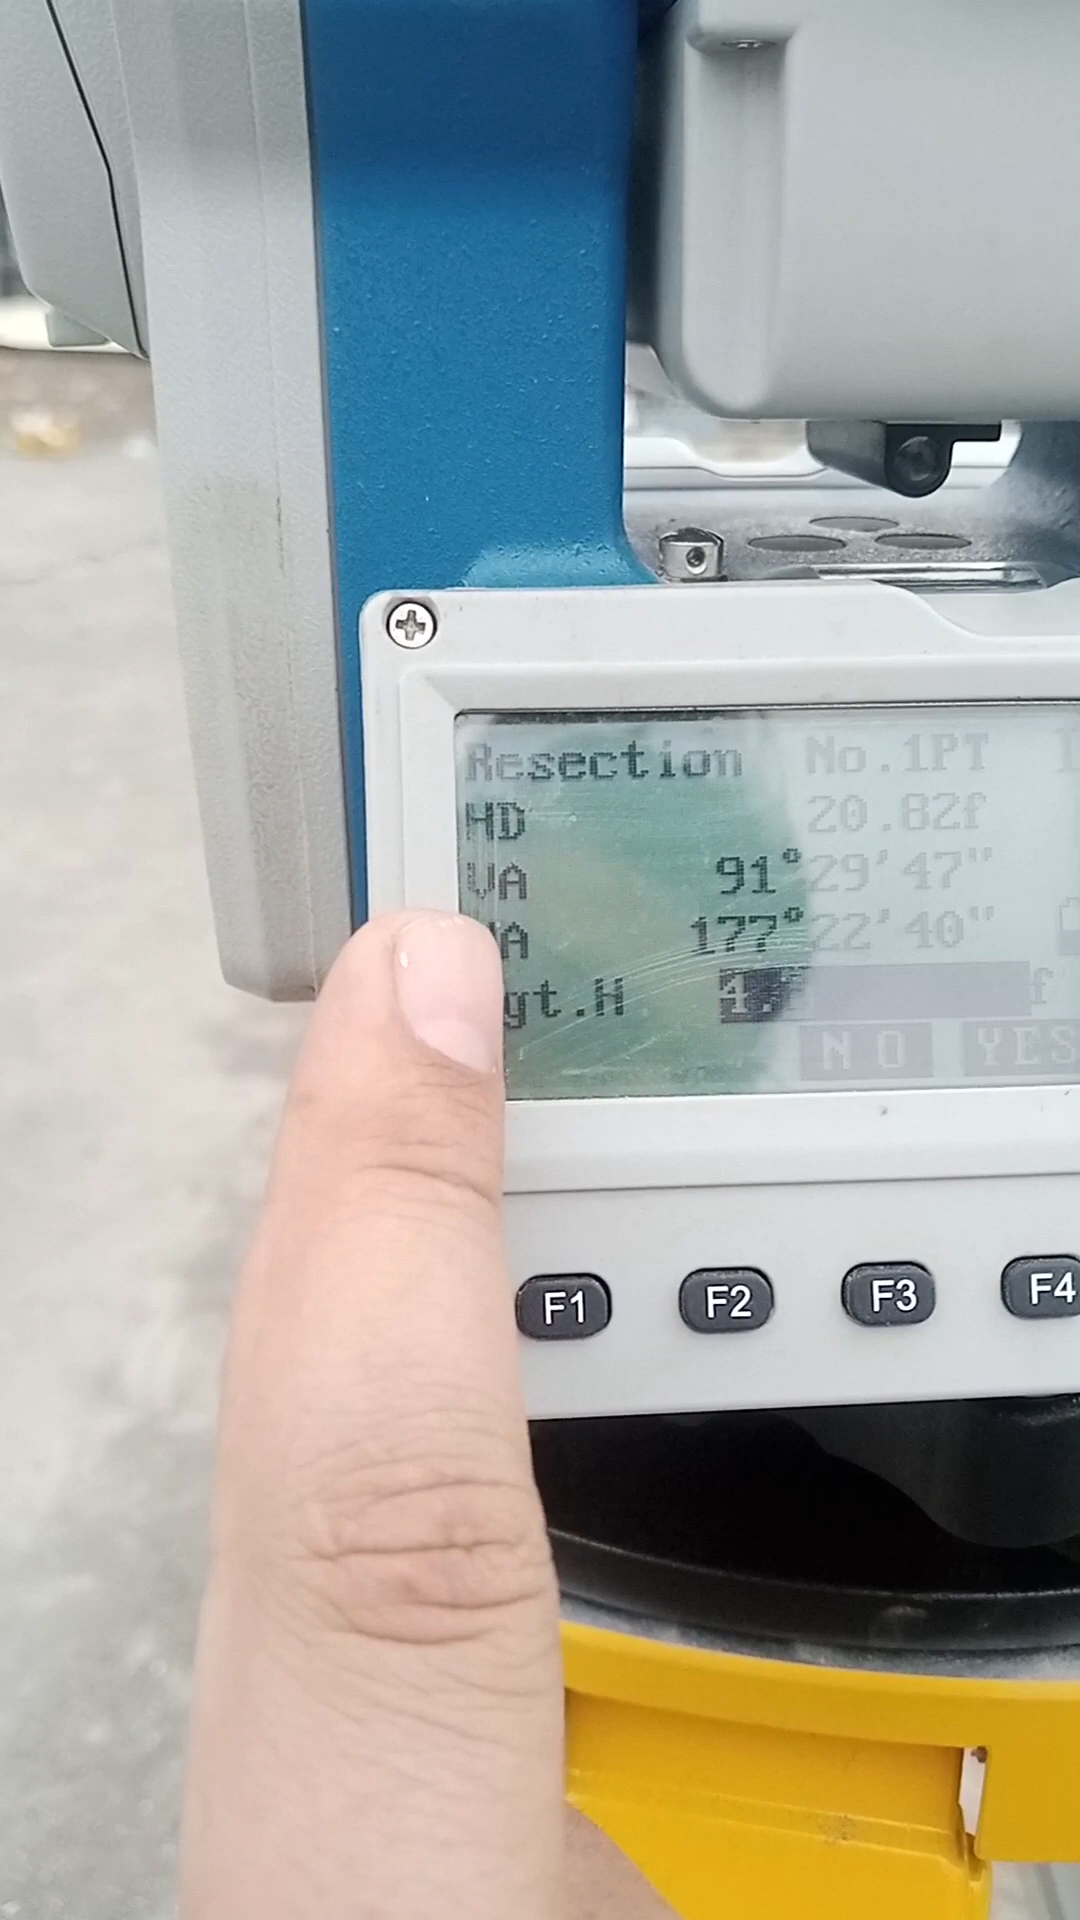 Resection No.1PT
HD 20.82f
VA 91°29'47"
A 177°22'40"
gt.H 4. f
NO YES
F1 F2 F3 F4